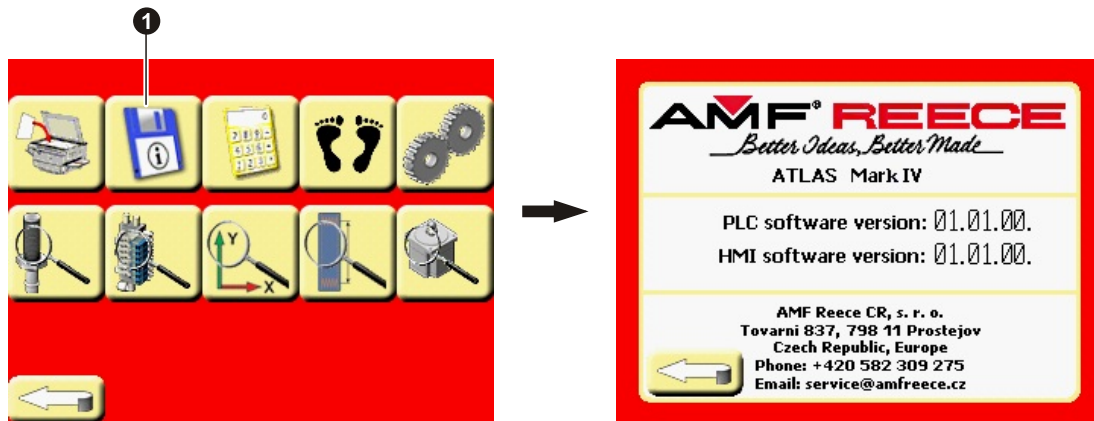 1
Y
X
AMF® REECE
Better Ideas, Better Made
ATLAS Mark IV
PLC software version: 01.01.00.
HMI software version: 01.01.00.
AMF Reece CR, s. r. o.
Tovarni 837, 798 11 Prostejov
Czech Republic, Europe
Phone: +420 582 309 275
Email: service@amfreece.cz